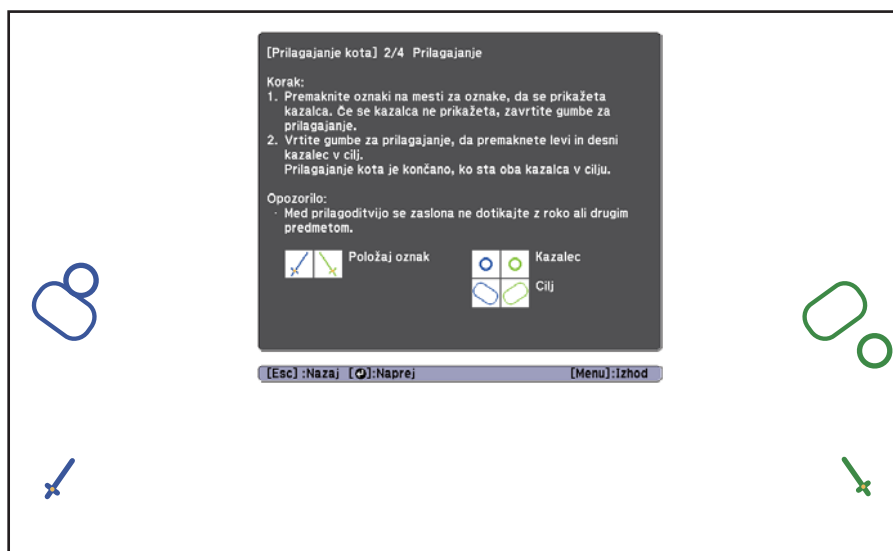 [Prilagajanje kota] 2/4 Prilagajanje
Korak:
1. Premaknite oznaki na mesti za oznake, da se prikažeta
kazalca. Če se kazalca ne prikažeta, zavrtite gumbe za
prilagajanje.
2. Vrtite gumbe za prilagajanje, da premaknete levi in desni
kazalec v cilj.
Prilagajanje kota je končano, ko sta oba kazalca v cilju.
Opozorilo:
· Med prilagoditvijo se zaslona ne dotikajte z roko ali drugim
predmetom.
Položaj oznak
Kazalec
Cilj
[Esc] :Nazaj [⏎]:Naprej [Menu]:Izhod